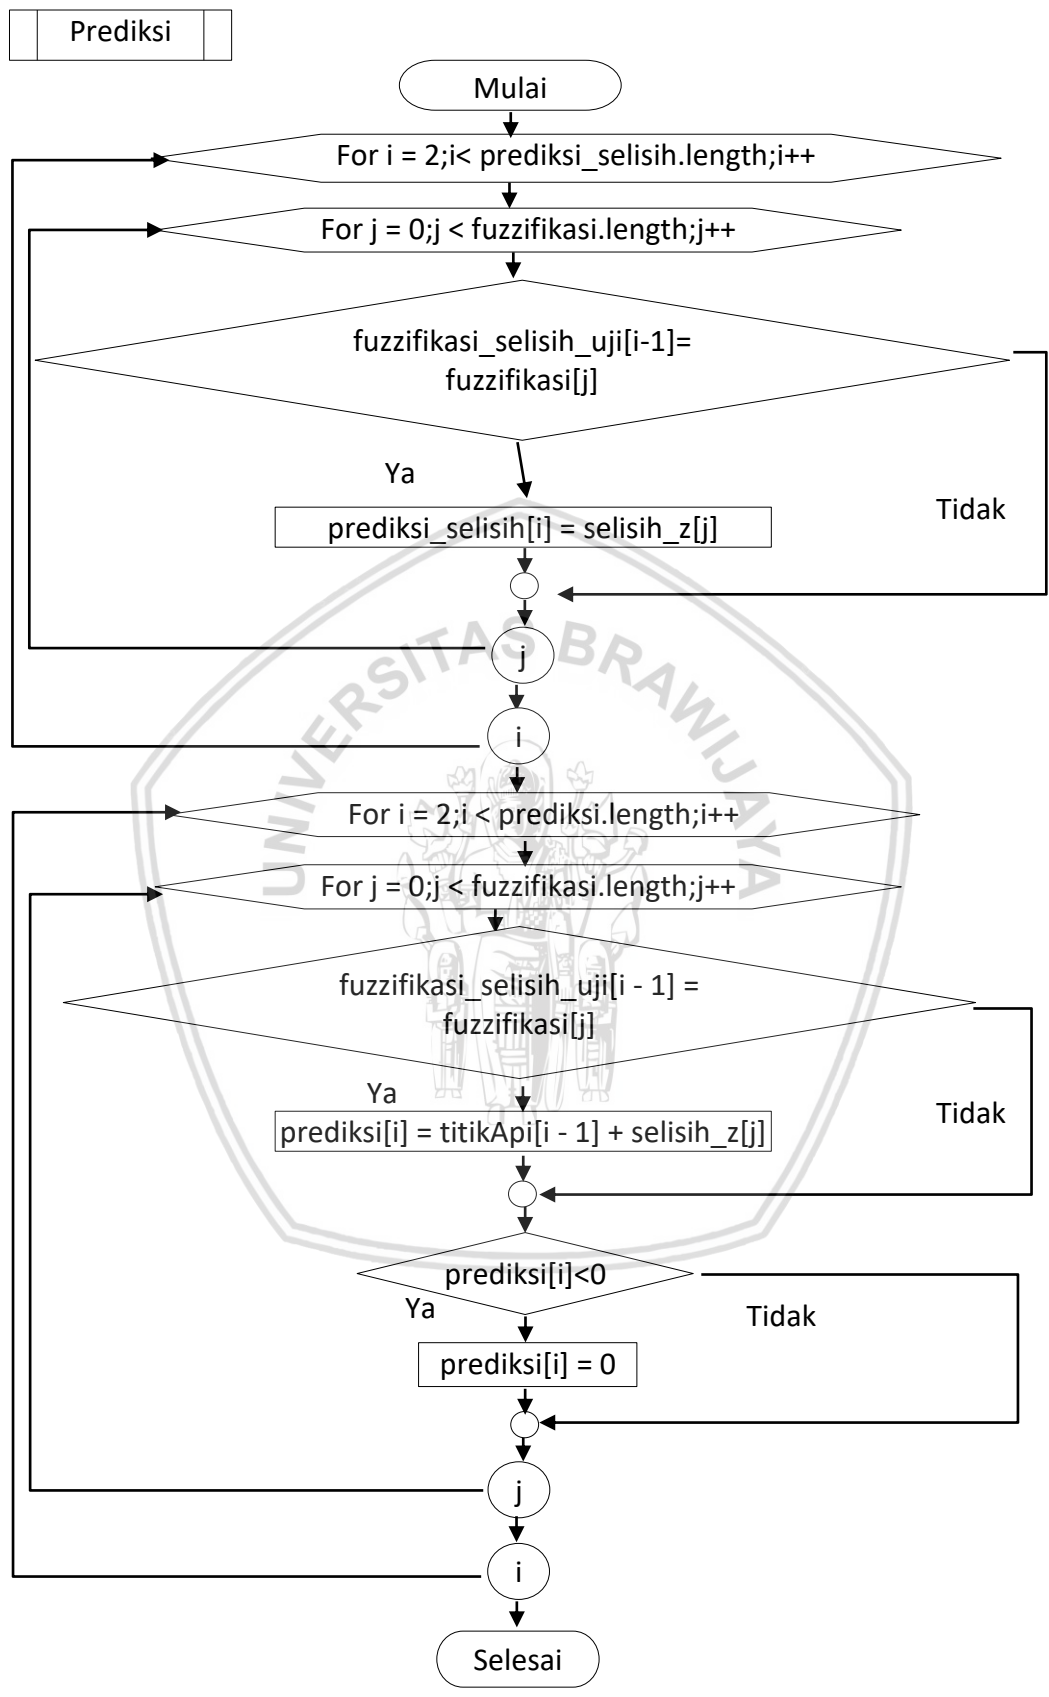 Prediksi
Mulai
For i = 2;i< prediksi_selisih.length;i++
For j = 0;j < fuzzifikasi.length;j++
fuzzifikasi_selisih_uji[i-1]=
fuzzifikasi[j]
Ya
Tidak
prediksi_selisih[i] = selisih_z[j]
j
i
For i = 2;i < prediksi.length;i++
For j = 0;j < fuzzifikasi.length;j++
fuzzifikasi_selisih_uji[i - 1] =
fuzzifikasi[j]
Ya
Tidak
prediksi[i] = titikApi[i - 1] + selisih_z[j]
prediksi[i]<0
Ya
Tidak
prediksi[i] = 0
j
i
Selesai
UNIVERSITAS BRAWIJAYA